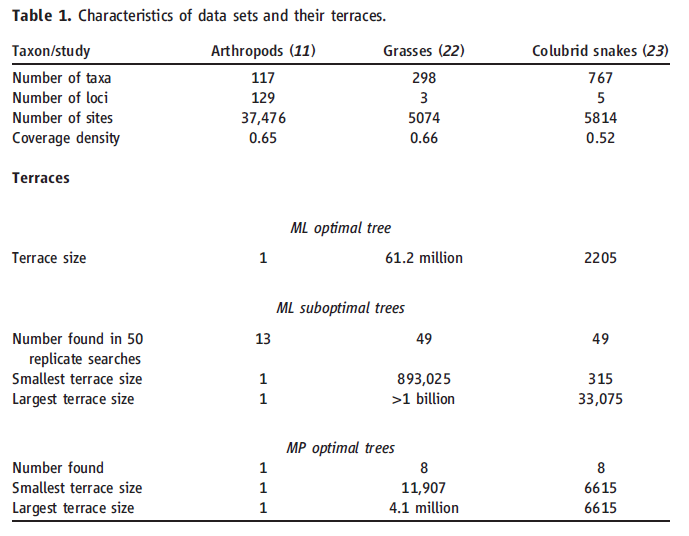 Table 1. Characteristics of data sets and their terraces.
Taxon/study Arthropods (11) Grasses (22) Colubrid snakes (23)
Number of taxa 117 298 767
Number of loci 129 3 5
Number of sites 37,476 5074 5814
Coverage density 0.65 0.66 0.52
Terraces
ML optimal tree
Terrace size 1 61.2 million 2205
ML suboptimal trees
Number found in 50 13 49 49
replicate searches
Smallest terrace size 1 893,025 315
Largest terrace size 1 >1 billion 33,075
MP optimal trees
Number found 1 8 8
Smallest terrace size 1 11,907 6615
Largest terrace size 1 4.1 million 6615